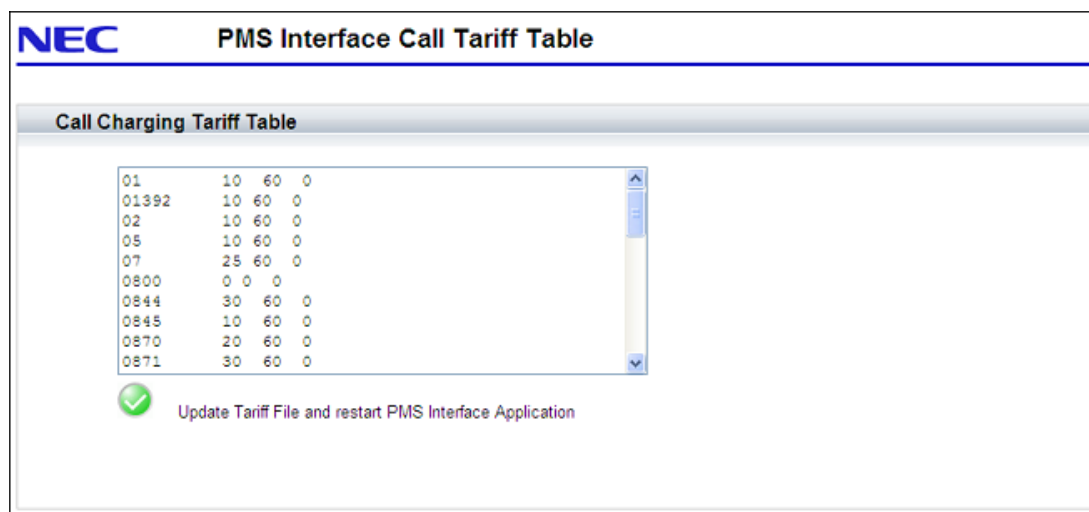 NEC PMS Interface Call Tariff Table
Call Charging Tariff Table
01 10 60 0
01392 10 60 0
02 10 60 0
05 10 60 0
07 25 60 0
0800 0 0 0
0844 30 60 0
0845 10 60 0
0870 20 60 0
0871 30 60 0
Update Tariff File and restart PMS Interface Application